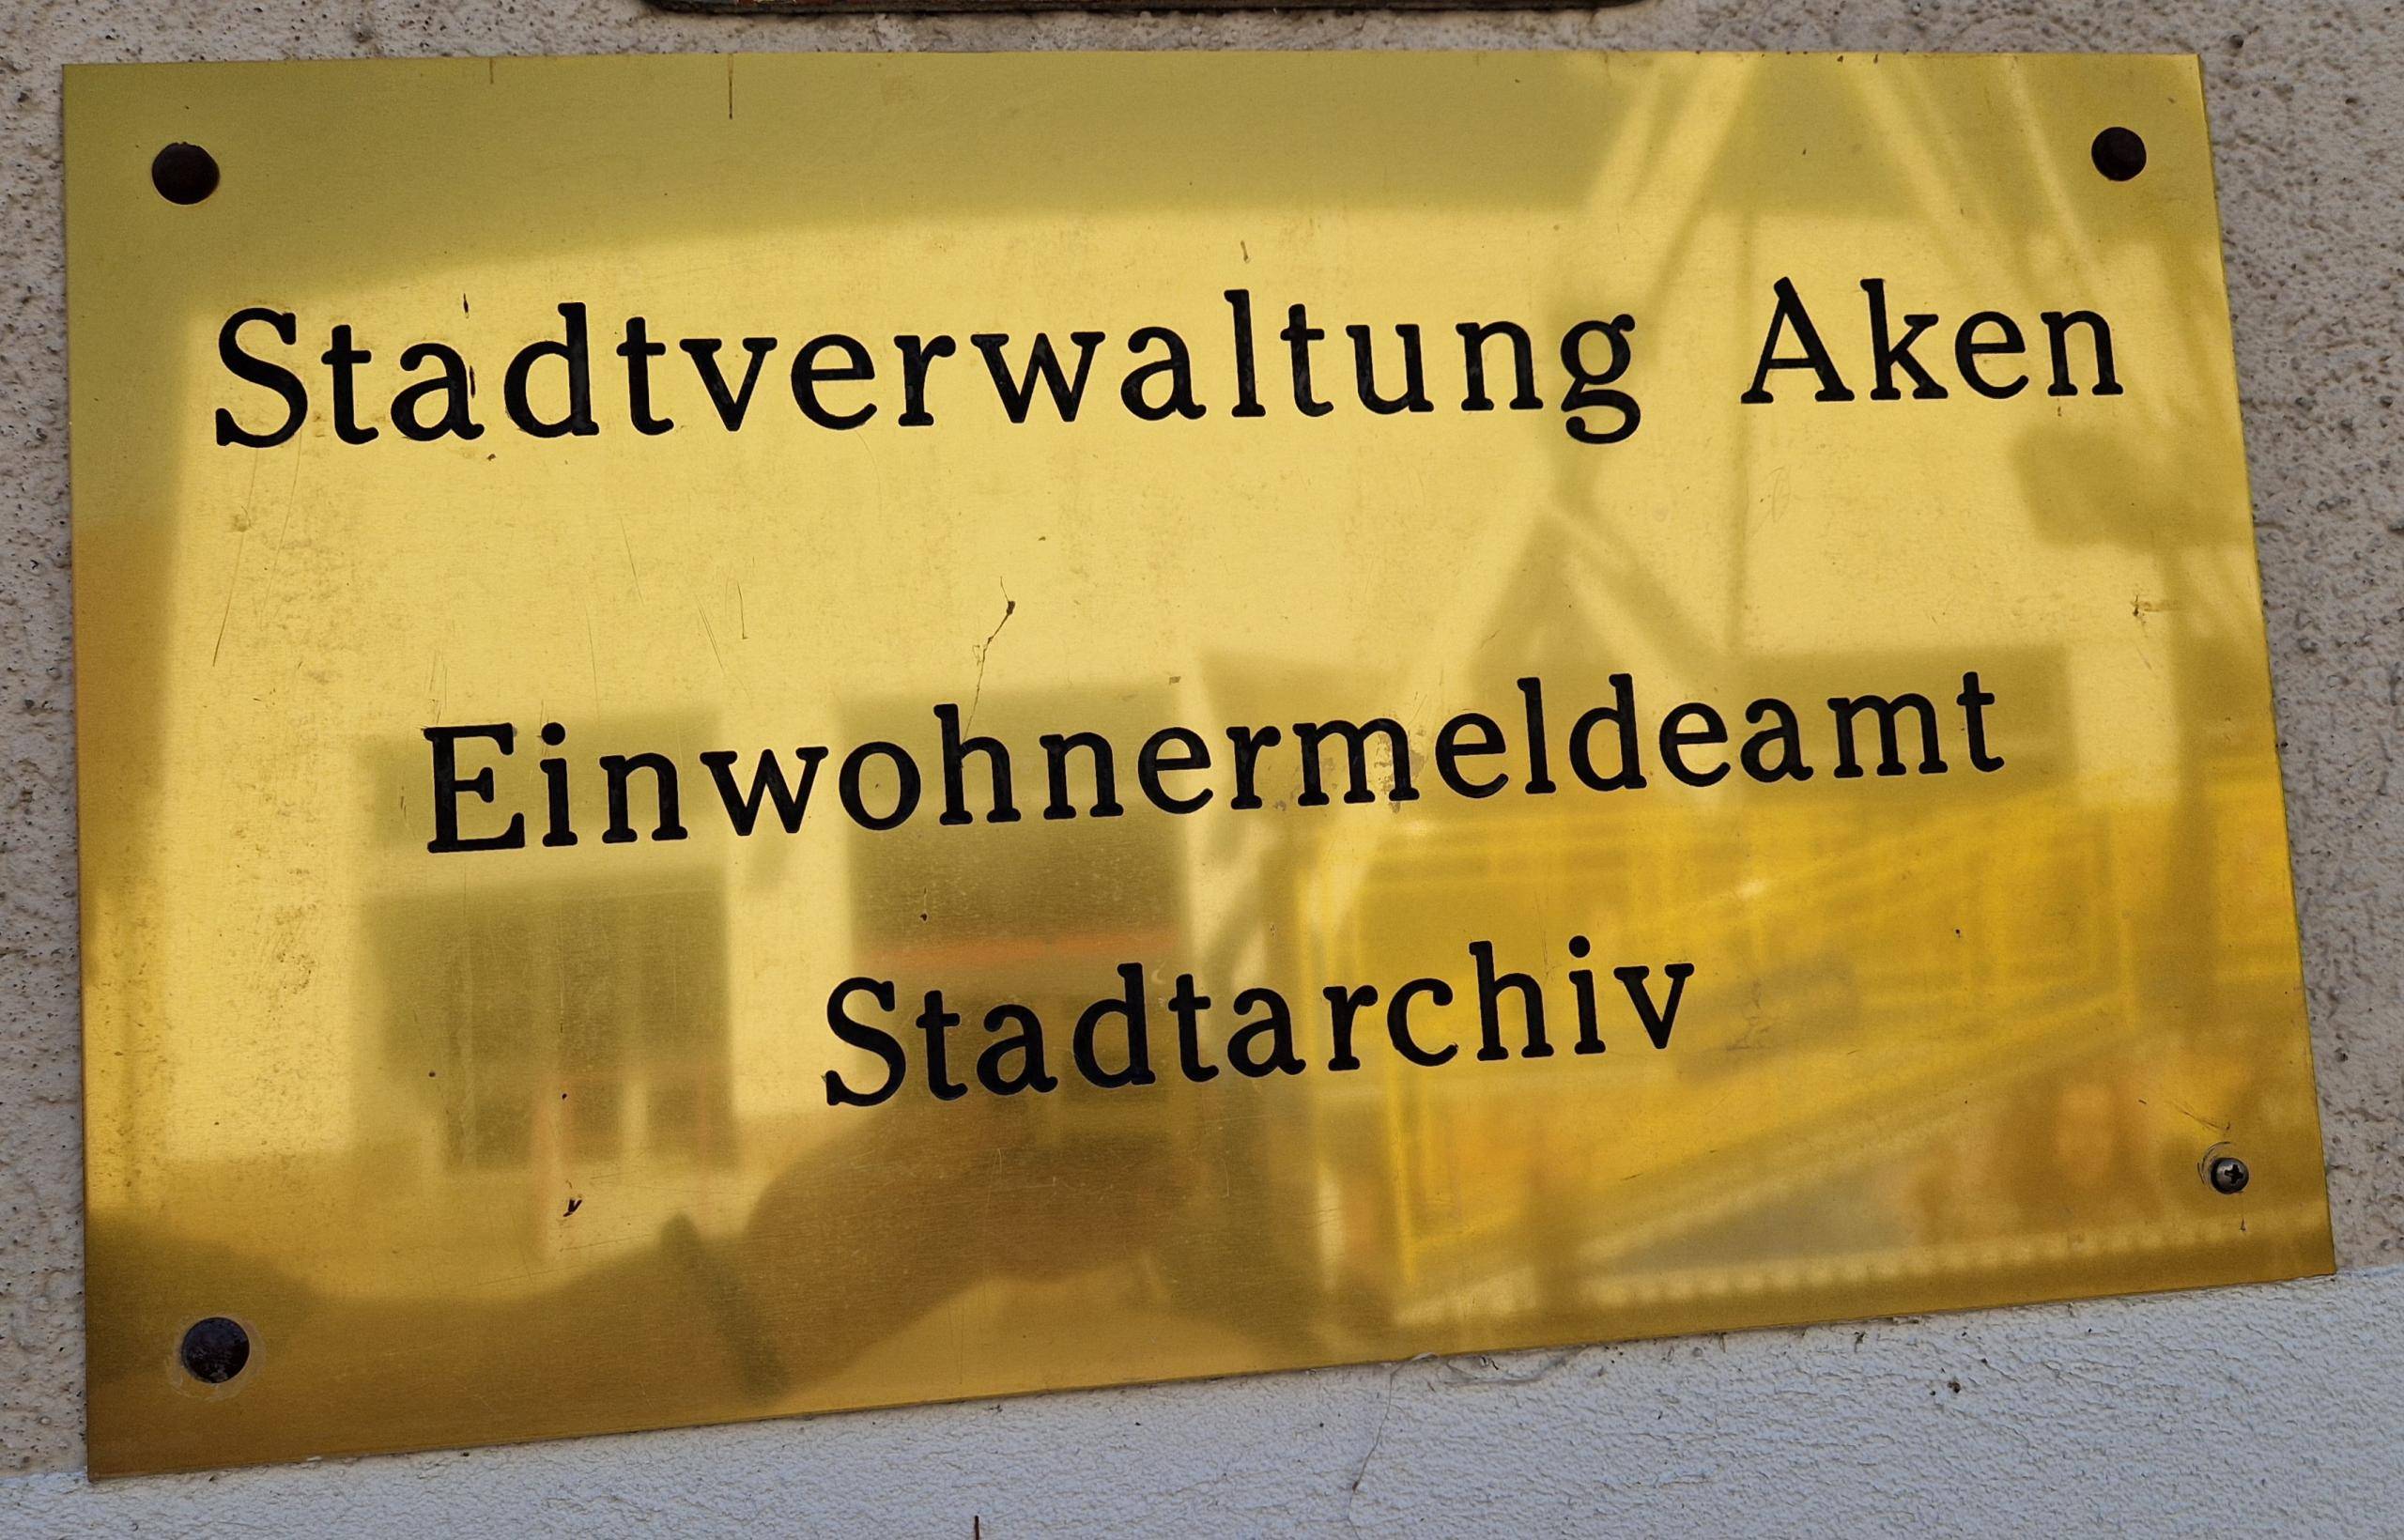 Stadtverwaltung Aken
Einwohnermeldeamt
Stadtarchiv